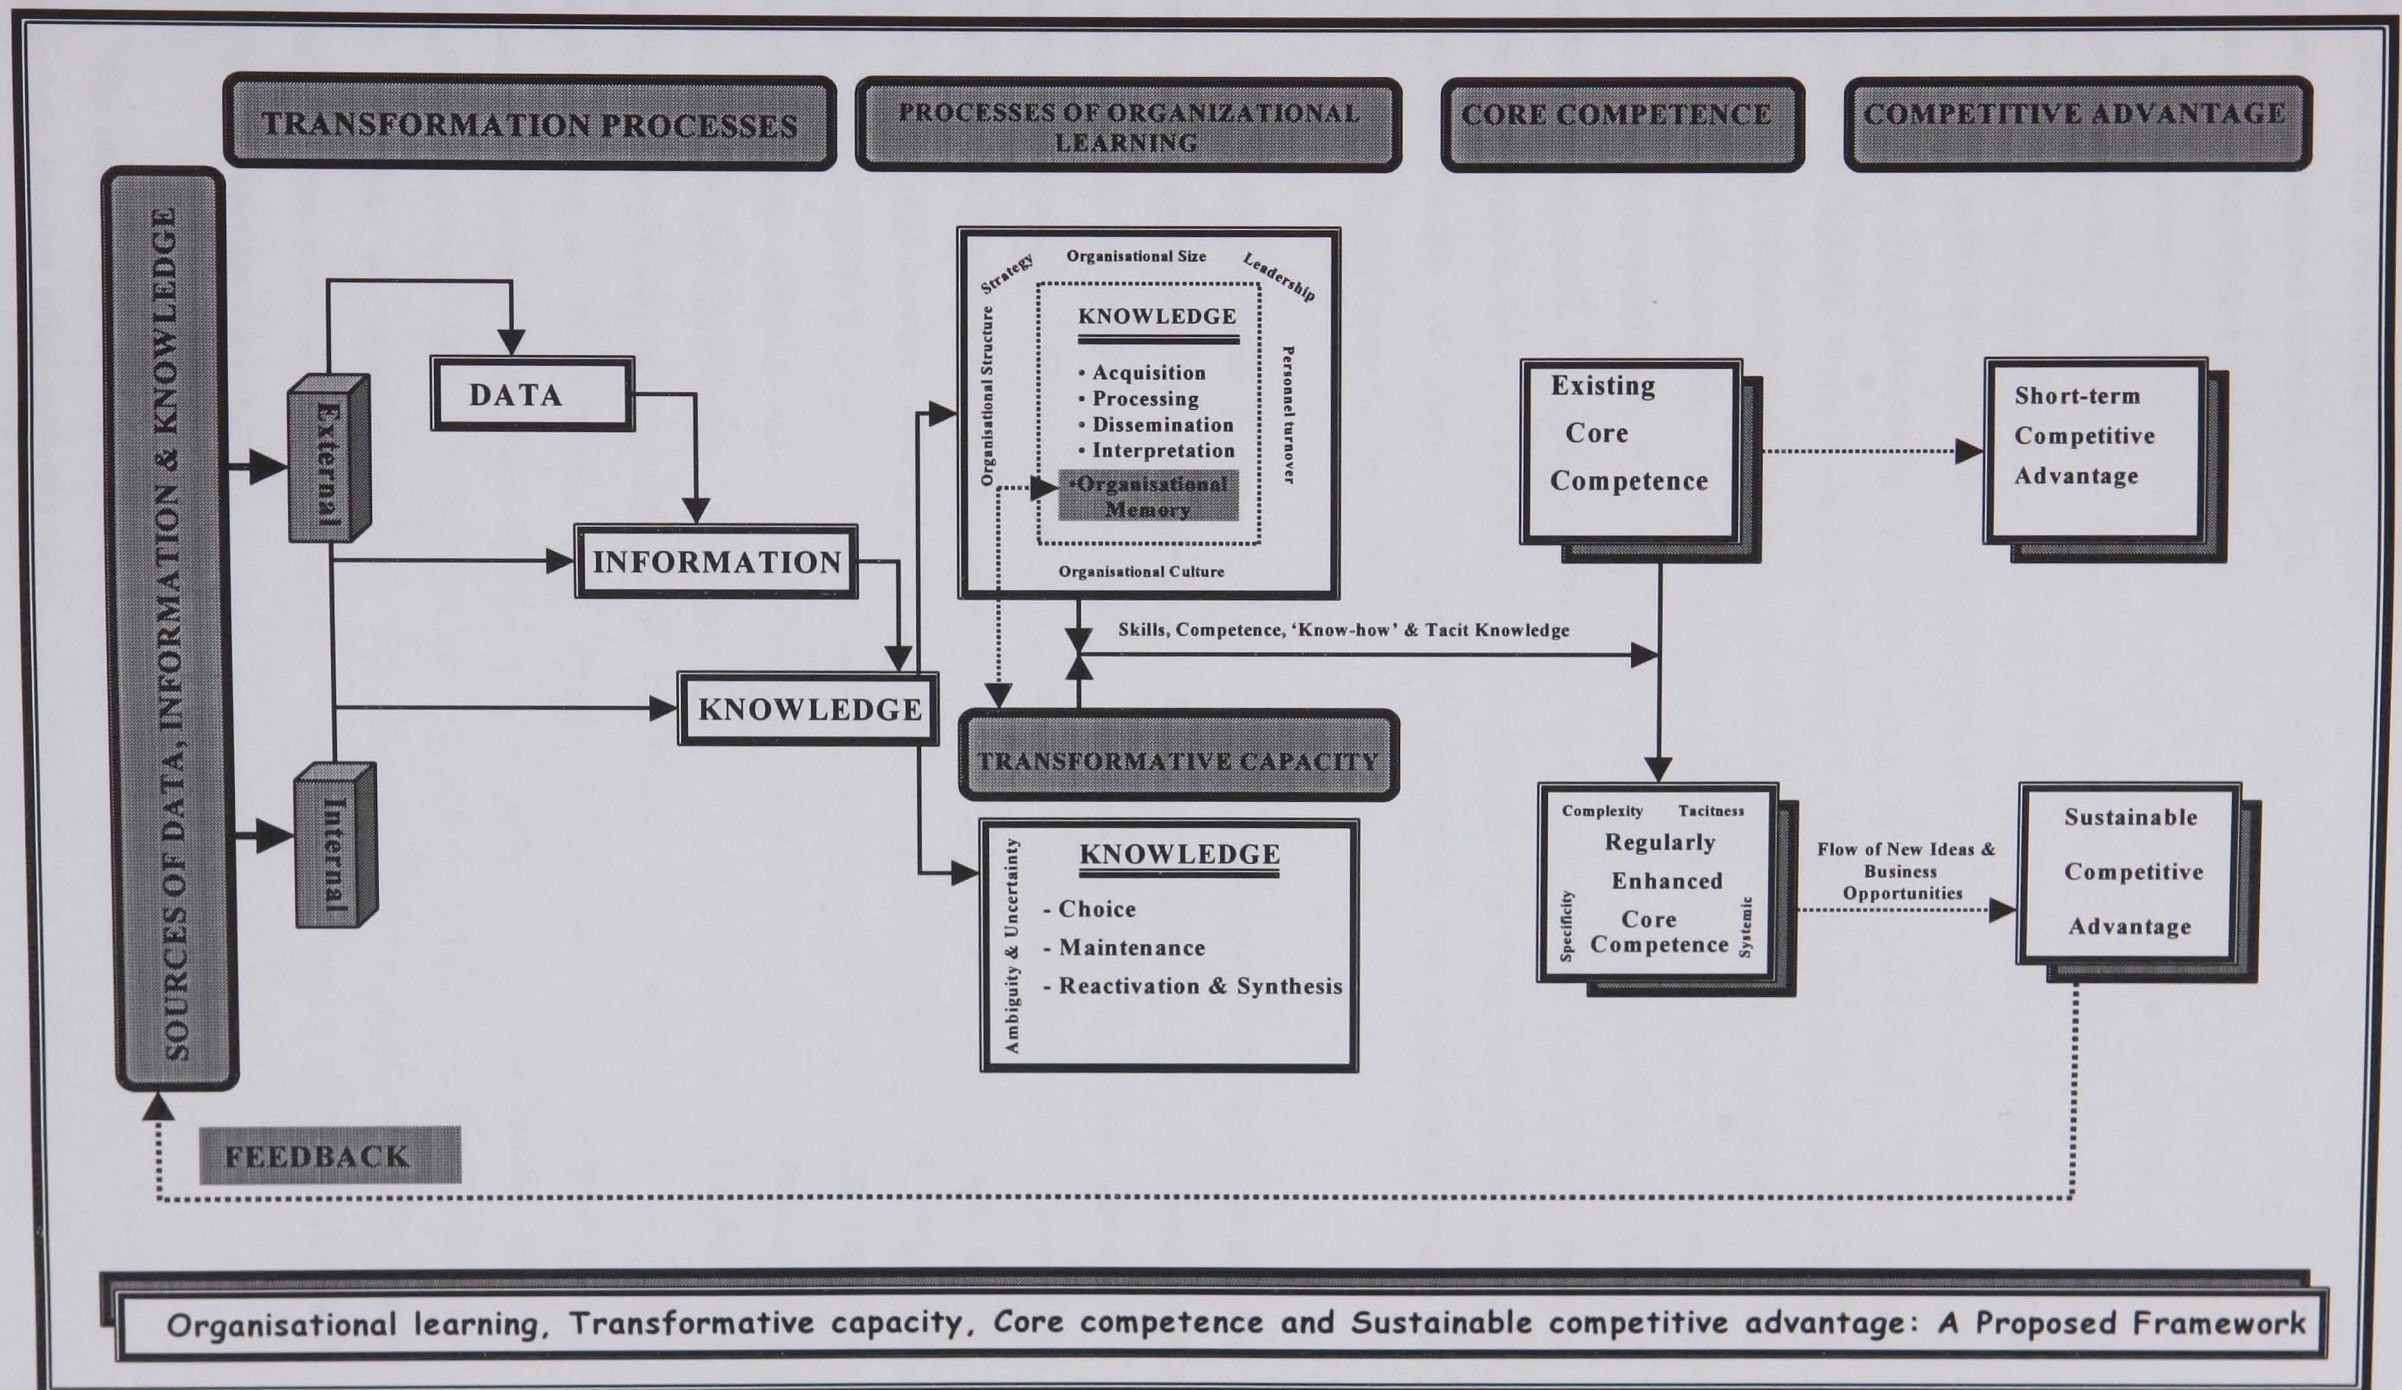 TRANSFORMATION PROCESSES
PROCESSES OF ORGANIZATIONAL
LEARNING
CORE COMPETENCE
COMPETITIVE ADVANTAGE
SOURCES OF DATA, INFORMATION & KNOWLEDGE
External
Internal
DATA
INFORMATION
KNOWLEDGE
Strategy
Organisational Size
Leadership
Organisational Structure
Personnel turnover
KNOWLEDGE
• Acquisition
• Processing
• Dissemination
• Interpretation
•Organisational
Memory
Organisational Culture
Skills, Competence, ‘Know-how’ & Tacit Knowledge
TRANSFORMATIVE CAPACITY
Ambiguity & Uncertainty
KNOWLEDGE
- Choice
- Maintenance
- Reactivation & Synthesis
Existing
Core
Competence
Short-term
Competitive
Advantage
Complexity Tacitness
Regularly
Enhanced
Core
Competence
Specificity
Systemic
Flow of New Ideas &
Business
Opportunities
Sustainable
Competitive
Advantage
FEEDBACK
Organisational learning, Transformative capacity, Core competence and Sustainable competitive advantage: A Proposed Framework